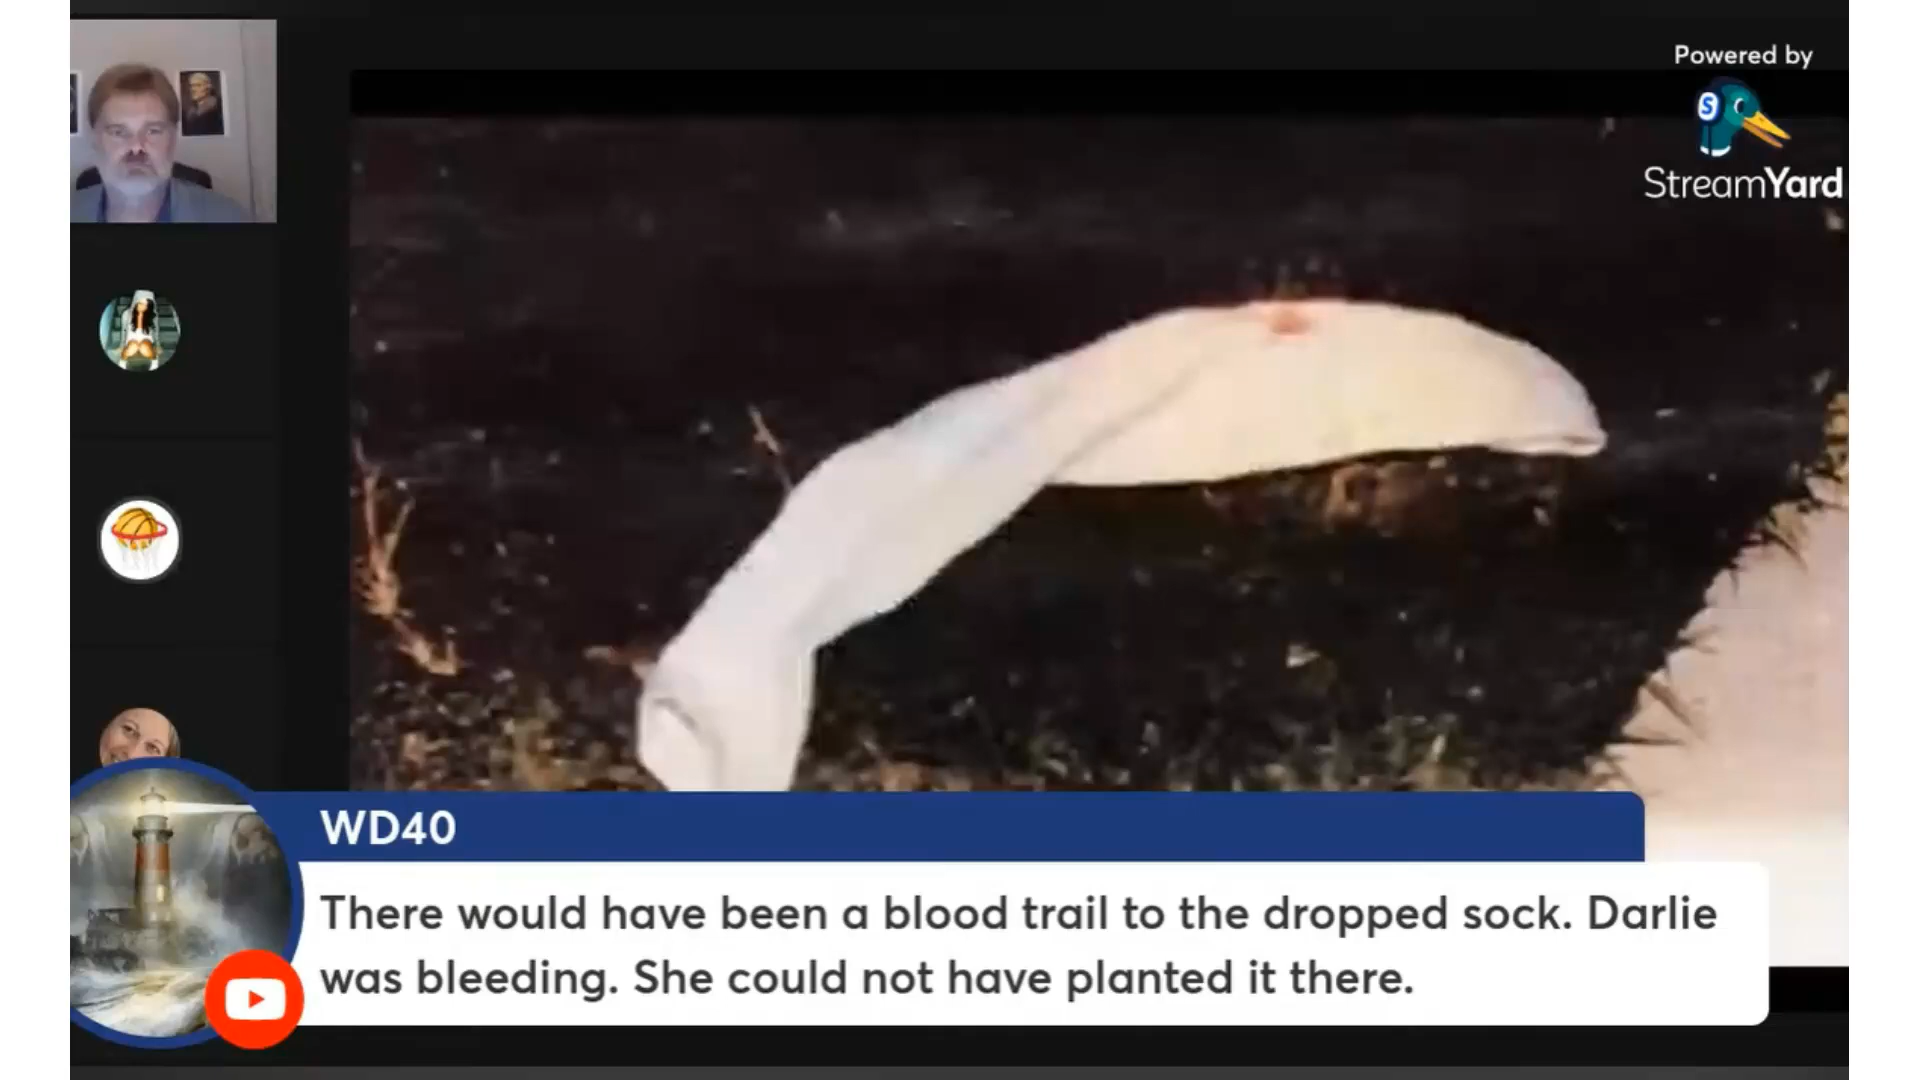 Powered by
S
StreamYard
WD40
There would have been a blood trail to the dropped sock. Darlie
was bleeding. She could not have planted it there.